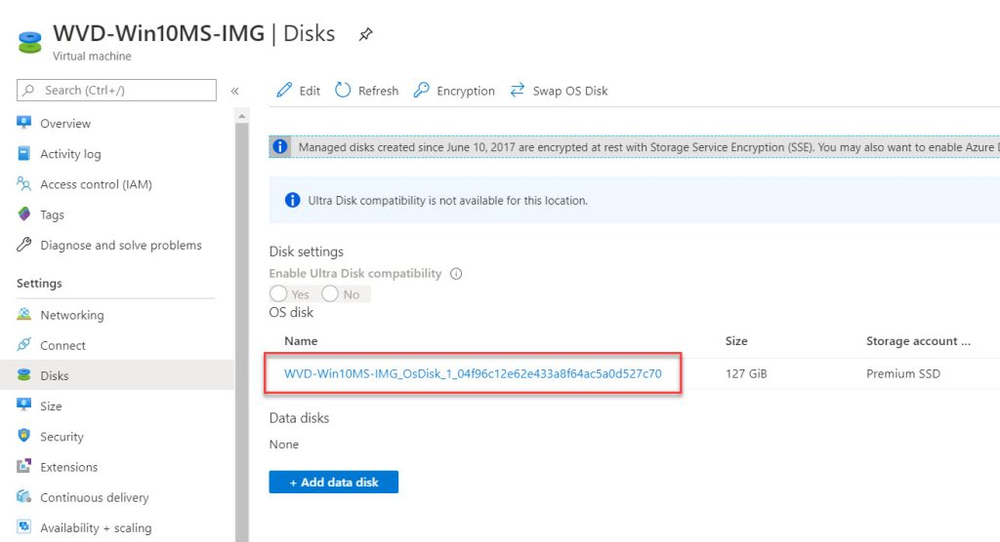 WVD-Win10MS-IMG | Disks
Virtual machine
Search (Ctrl+/)
«
Overview
Activity log
Access control (IAM)
Tags
Diagnose and solve problems
Settings
Networking
Connect
Disks
Size
Security
Extensions
Continuous delivery
Availability + scaling
Edit Refresh Encryption Swap OS Disk
Managed disks created since June 10, 2017 are encrypted at rest with Storage Service Encryption (SSE). You may also want to enable Azure D
Ultra Disk compatibility is not available for this location.
Disk settings
Enable Ultra Disk compatibility
Yes No
OS disk
Name Size Storage account ...
WVD-Win10MS-IMG_OsDisk_1_04f96c12e62e433a8f64ac5a0d527c70 127 GiB Premium SSD
Data disks
None
+ Add data disk